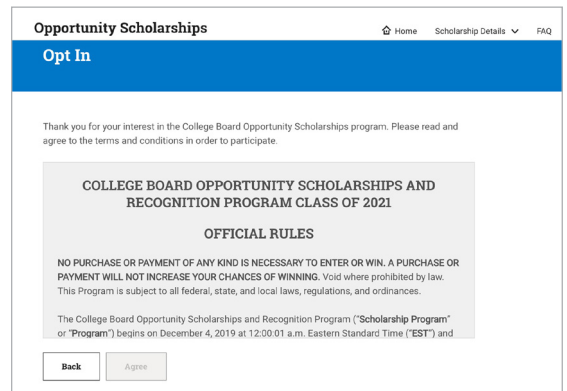 Opportunity Scholarships
Home Scholarship Details FAQ
Opt In
Thank you for your interest in the College Board Opportunity Scholarships program. Please read and
agree to the terms and conditions in order to participate.
COLLEGE BOARD OPPORTUNITY SCHOLARSHIPS AND
RECOGNITION PROGRAM CLASS OF 2021
OFFICIAL RULES
NO PURCHASE OR PAYMENT OF ANY KIND IS NECESSARY TO ENTER OR WIN. A PURCHASE OR
PAYMENT WILL NOT INCREASE YOUR CHANCES OF WINNING. Void where prohibited by law.
This Program is subject to all federal, state, and local laws, regulations, and ordinances.
The College Board Opportunity Scholarships and Recognition Program ("Scholarship Program"
or "Program") begins on December 4, 2019 at 12:00:01 a.m. Eastern Standard Time ("EST") and
Back Agree